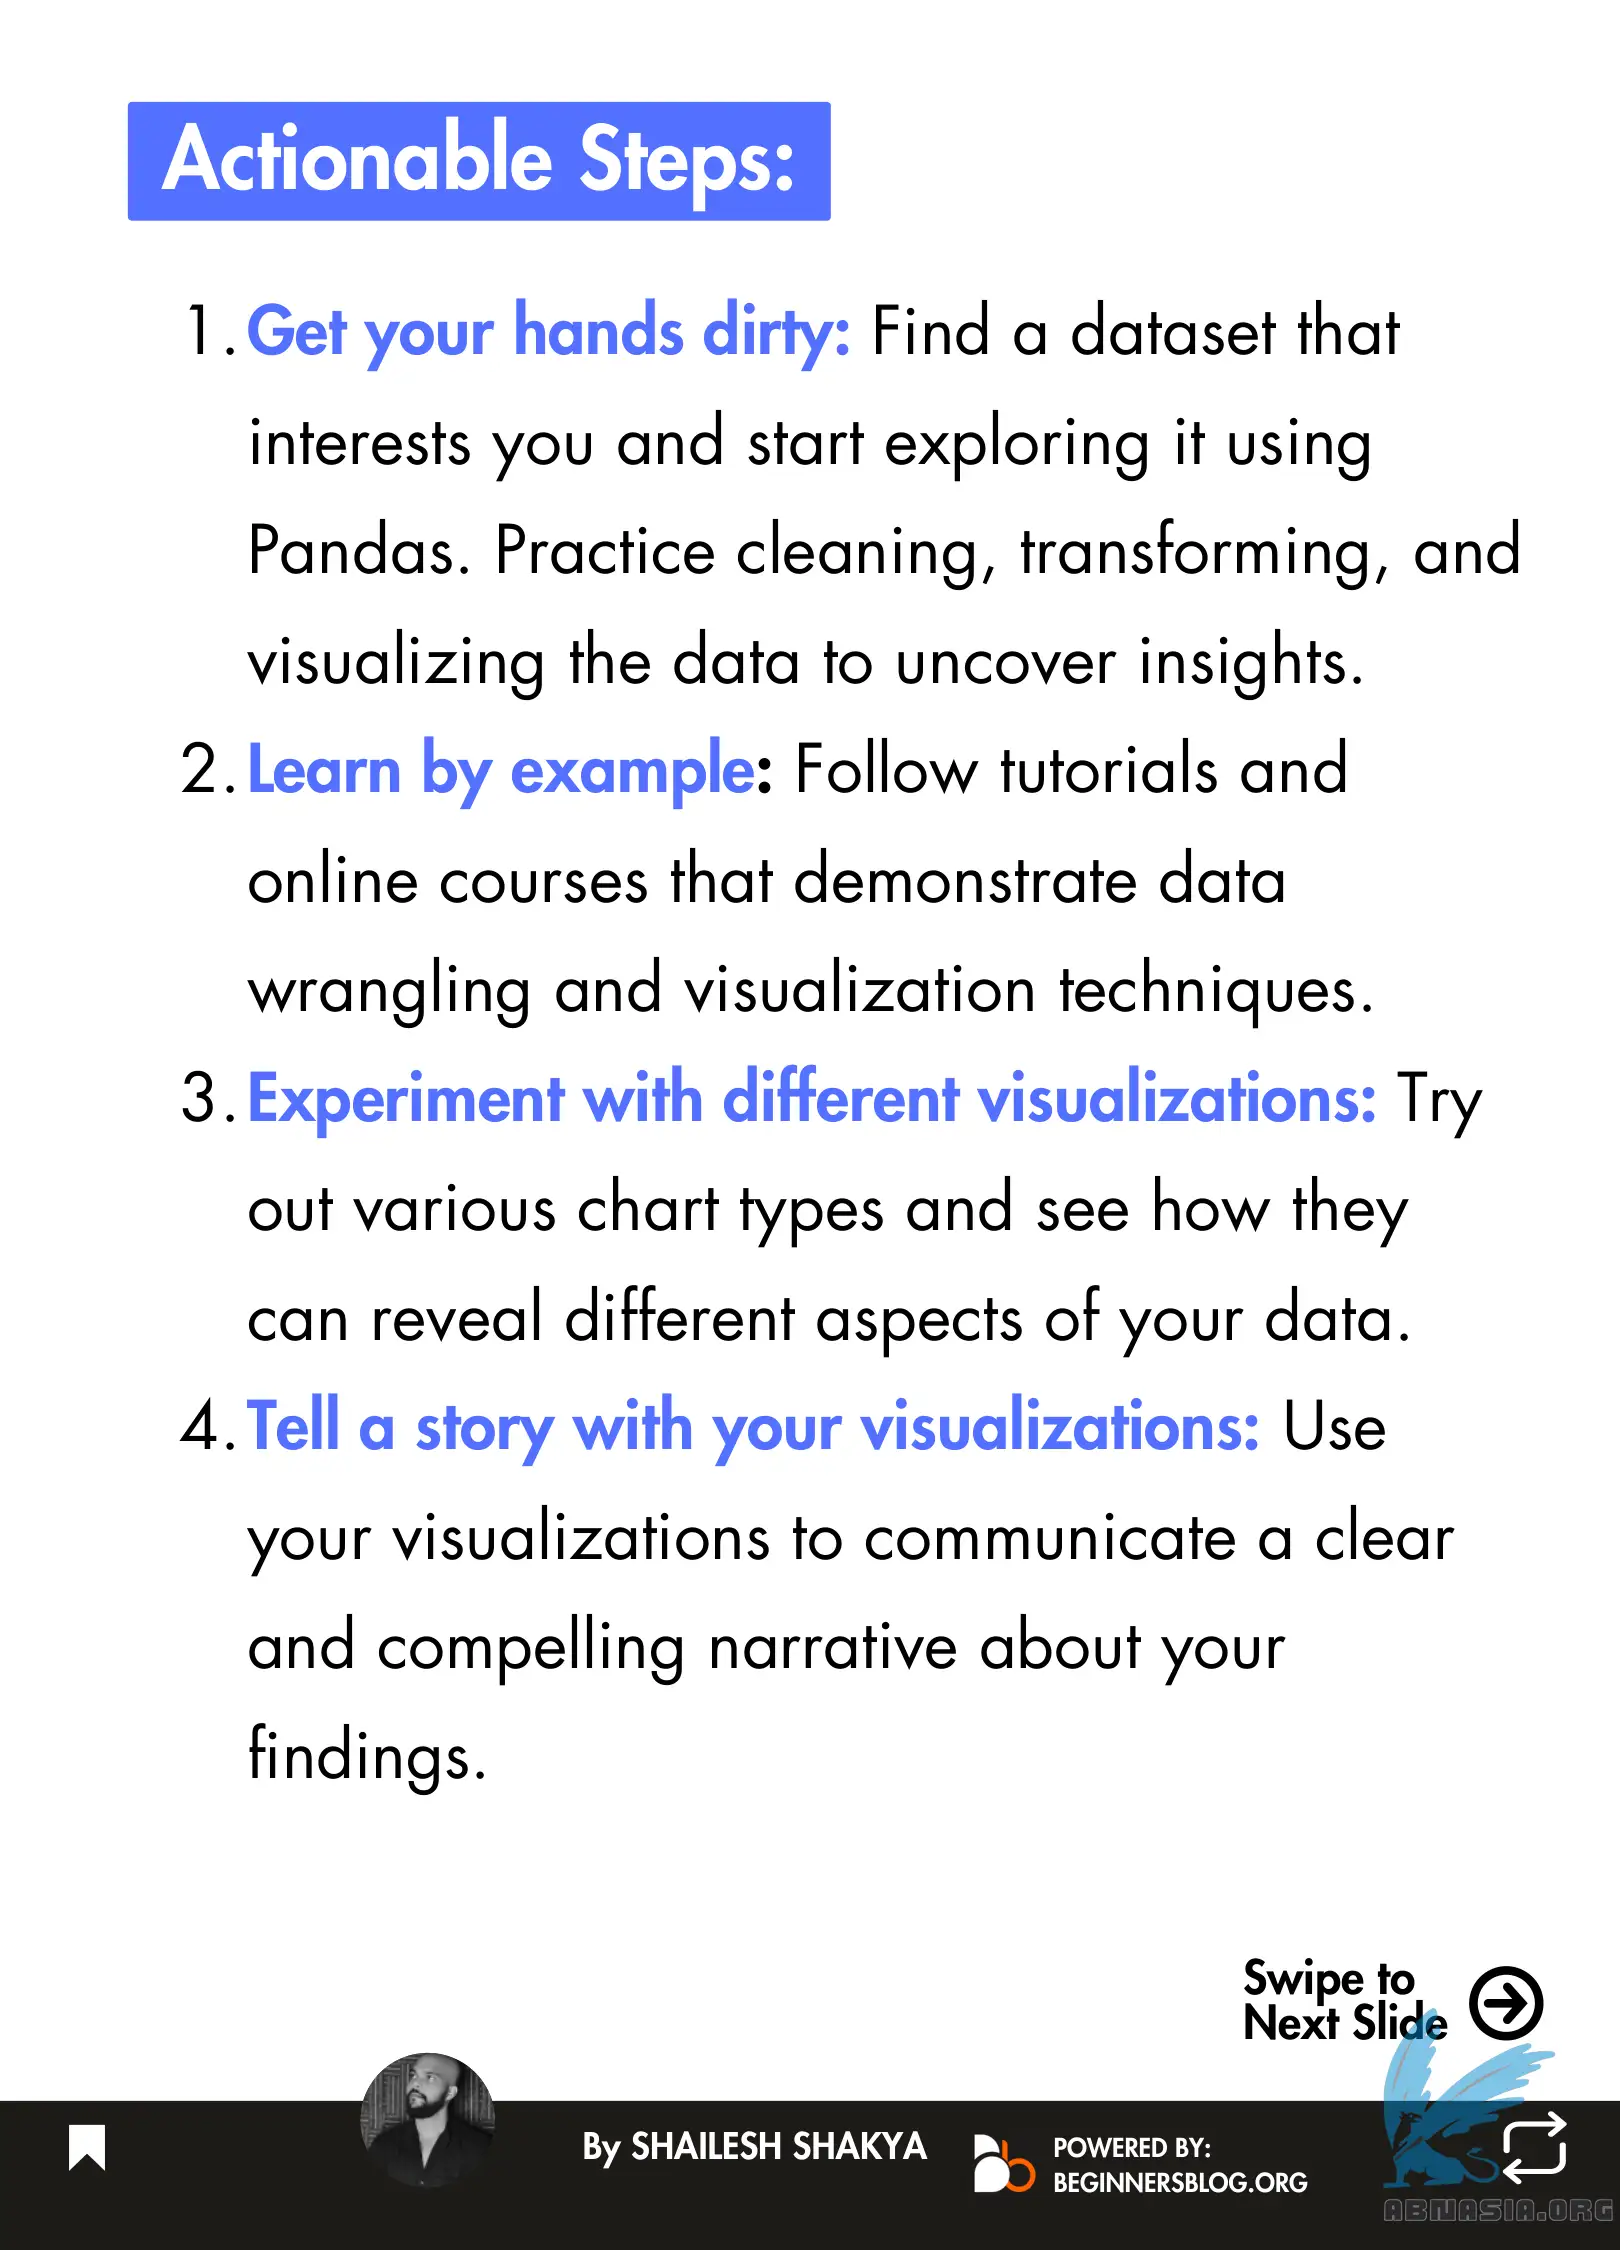 Actionable Steps:
1. Get your hands dirty: Find a dataset that
interests you and start exploring it using
Pandas. Practice cleaning, transforming, and
visualizing the data to uncover insights.
2. Learn by example: Follow tutorials and
online courses that demonstrate data
wrangling and visualization techniques.
3. Experiment with different visualizations: Try
out various chart types and see how they
can reveal different aspects of your data.
4. Tell a story with your visualizations: Use
your visualizations to communicate a clear
and compelling narrative about your
findings.
Swipe to
Next Slide
By SHAILESH SHAKYA
POWERED BY:
BEGINNERSBLOG.ORG
ABNASIA.ORG